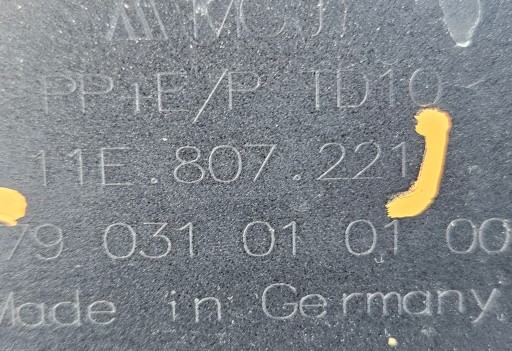 PP+E/P TD10
11E.807.221
79 031 01 01 00
Made in Germany